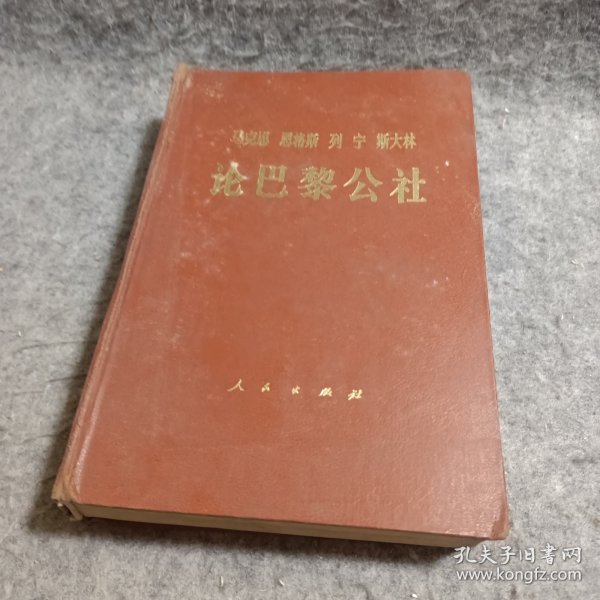 马克思 恩格斯 列宁 斯大林
论巴黎公社
人民出版社
孔夫子旧书网
www.kongfz.com